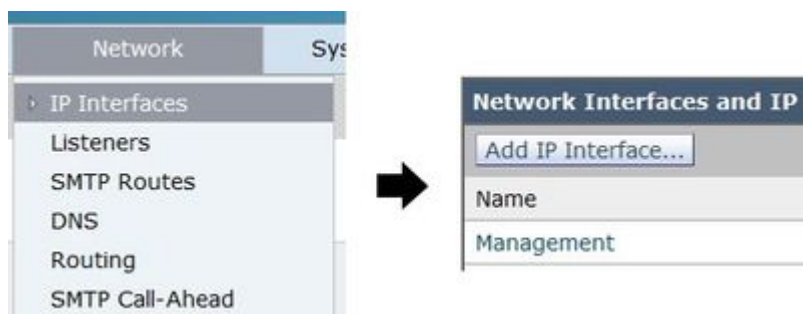 Network
Sys
IP Interfaces
Listeners
SMTP Routes
DNS
Routing
SMTP Call-Ahead
Network Interfaces and IP
Add IP Interface...
Name
Management